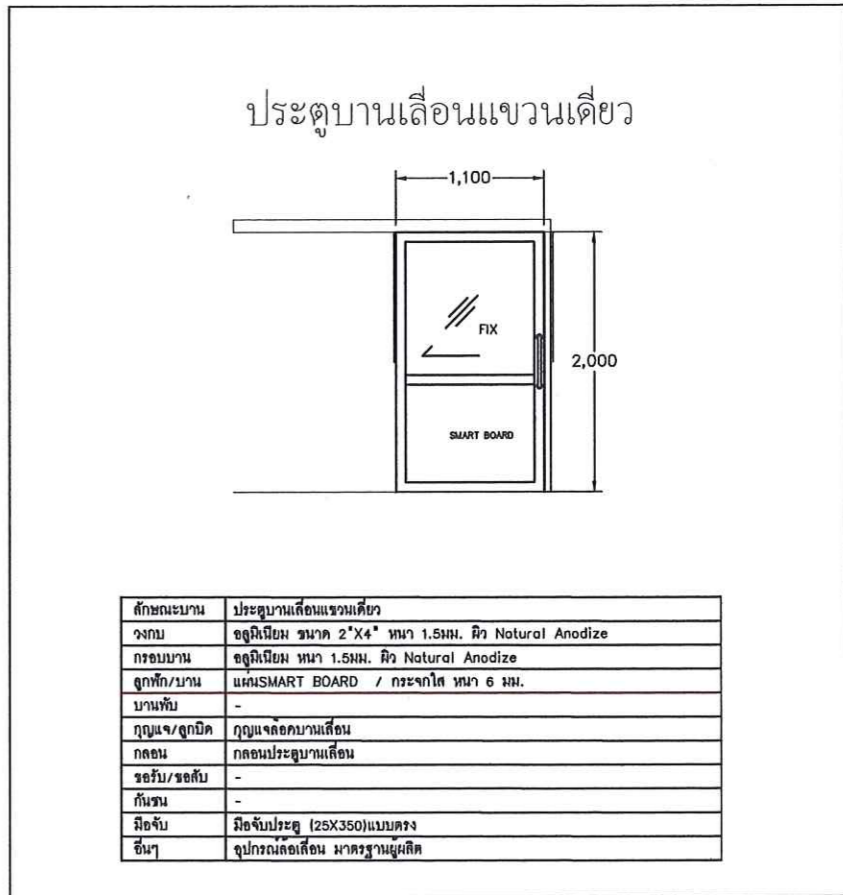 ประตูบานเลื่อนแขวนเดี่ยว
1,100
FIX
2,000
SMART BOARD
ลักษณะบาน ประตูบานเลื่อนแขวนเดี่ยว
วงกบ อลูมิเนียม ขนาด 2"X4" หนา 1.5มม. ผิว Natural Anodize
กรอบบาน อลูมิเนียม หนา 1.5มม. ผิว Natural Anodize
ลูกฟัก/บาน แผ่นSMART BOARD / กระจกใส หนา 6 มม.
บานพับ -
กุญแจ/ลูกบิด กุญแจล็อคบานเลื่อน
กลอน กลอนประตูบานเลื่อน
ขอรับ/ขอสับ -
กันชน -
มือจับ มือจับประตู (25X350)แบบตรง
อื่นๆ อุปกรณ์ล้อเลื่อน มาตรฐานผู้ผลิต